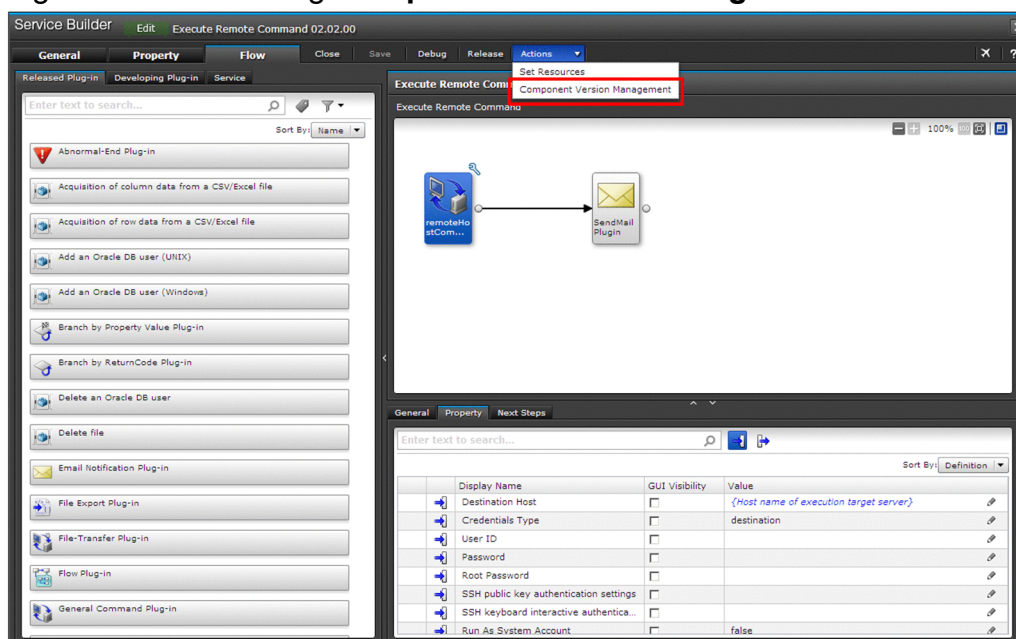 Service Builder Edit Execute Remote Command 02.02.00
General Property Flow Close Save Debug Release Actions ?
Released Plug-in Developing Plug-in Service
Set Resources
Component Version Management
Execute Remote Com
Execute Remote Command
Enter text to search...
Sort By: Name
100%
Abnormal-End Plug-in
Acquisition of column data from a CSV/Excel file
Acquisition of row data from a CSV/Excel file
Add an Oracle DB user (UNIX)
Add an Oracle DB user (Windows)
Branch by Property Value Plug-in
Branch by ReturnCode Plug-in
Delete an Oracle DB user
Delete file
Email Notification Plug-in
File Export Plug-in
File-Transfer Plug-in
Flow Plug-in
General Command Plug-in
remoteHo
stCom...
SendMail
Plugin
General Property Next Steps
Enter text to search...
Sort By: Definition
Display Name GUI Visibility Value
Destination Host {Host name of execution target server}
Credentials Type destination
User ID
Password
Root Password
SSH public key authentication settings
SSH keyboard interactive authentica...
Run As System Account false